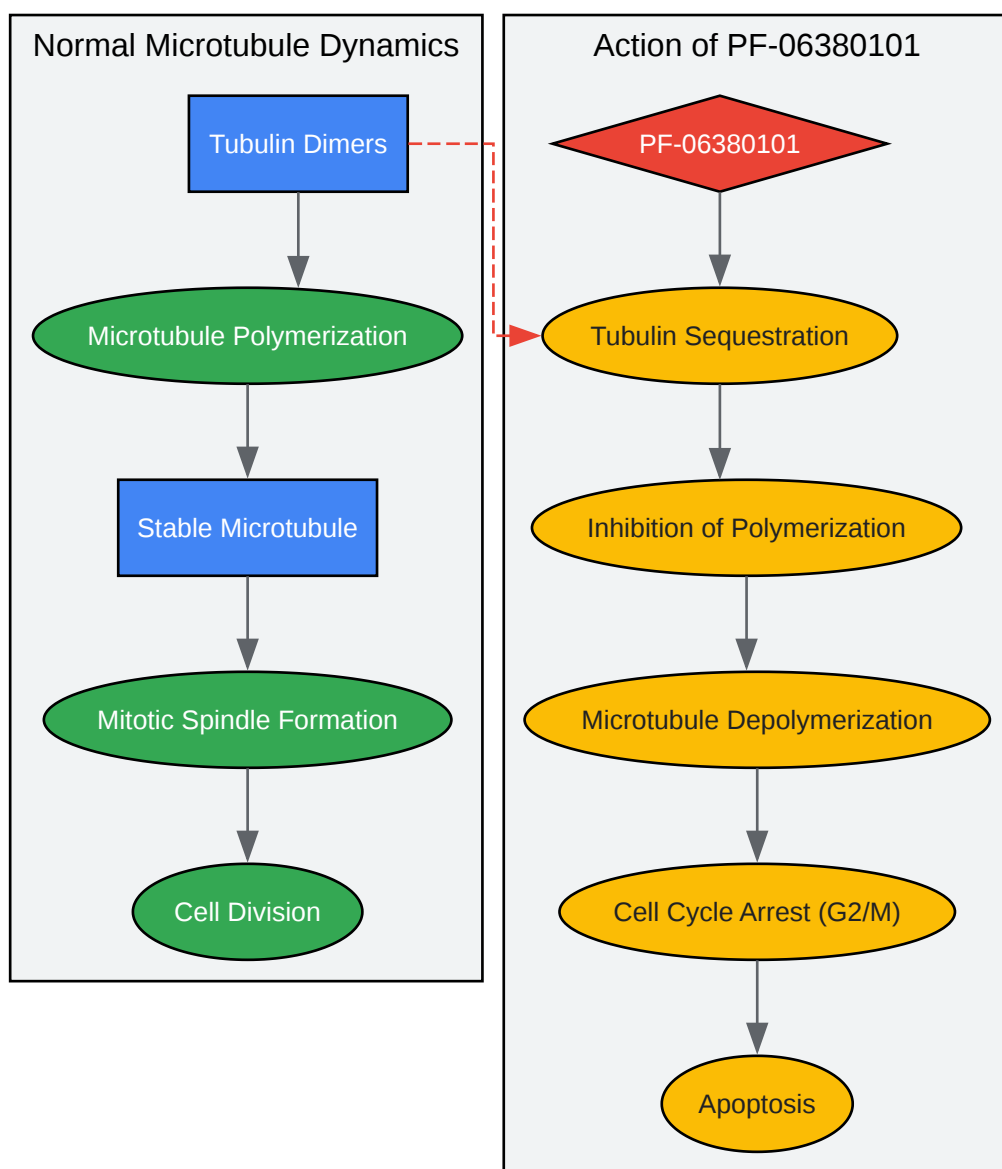 Normal Microtubule Dynamics
Tubulin Dimers
Microtubule Polymerization
Stable Microtubule
Mitotic Spindle Formation
Cell Division
Action of PF-06380101
PF-06380101
Tubulin Sequestration
Inhibition of Polymerization
Microtubule Depolymerization
Cell Cycle Arrest (G2/M)
Apoptosis